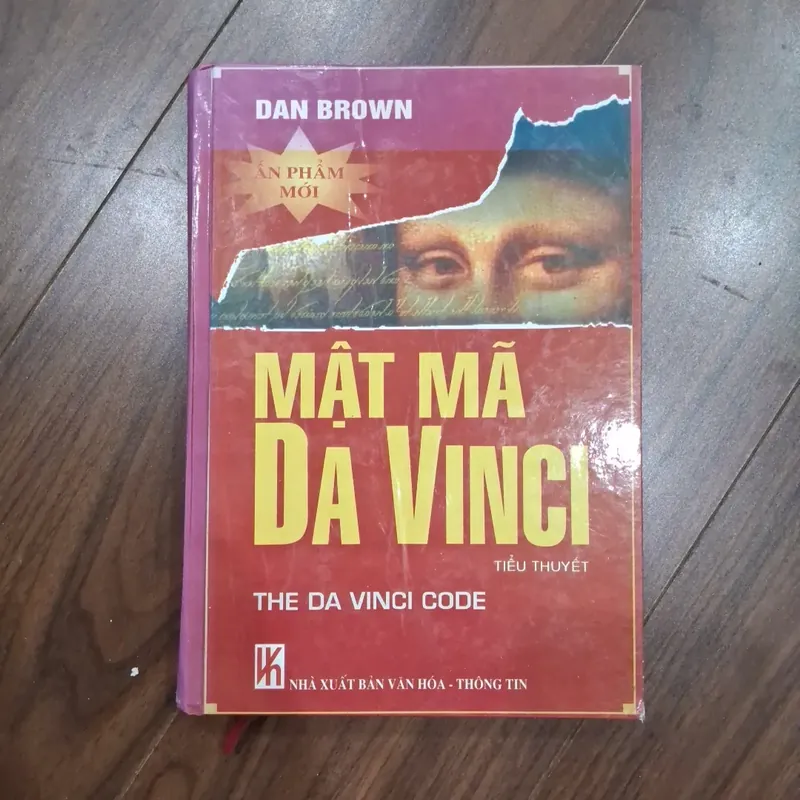 DAN BROWN
ẤN PHẨM
MỚI
MẬT MÃ
DA VINCI
TIỂU THUYẾT
THE DA VINCI CODE
NHÀ XUẤT BẢN VĂN HÓA - THÔNG TIN